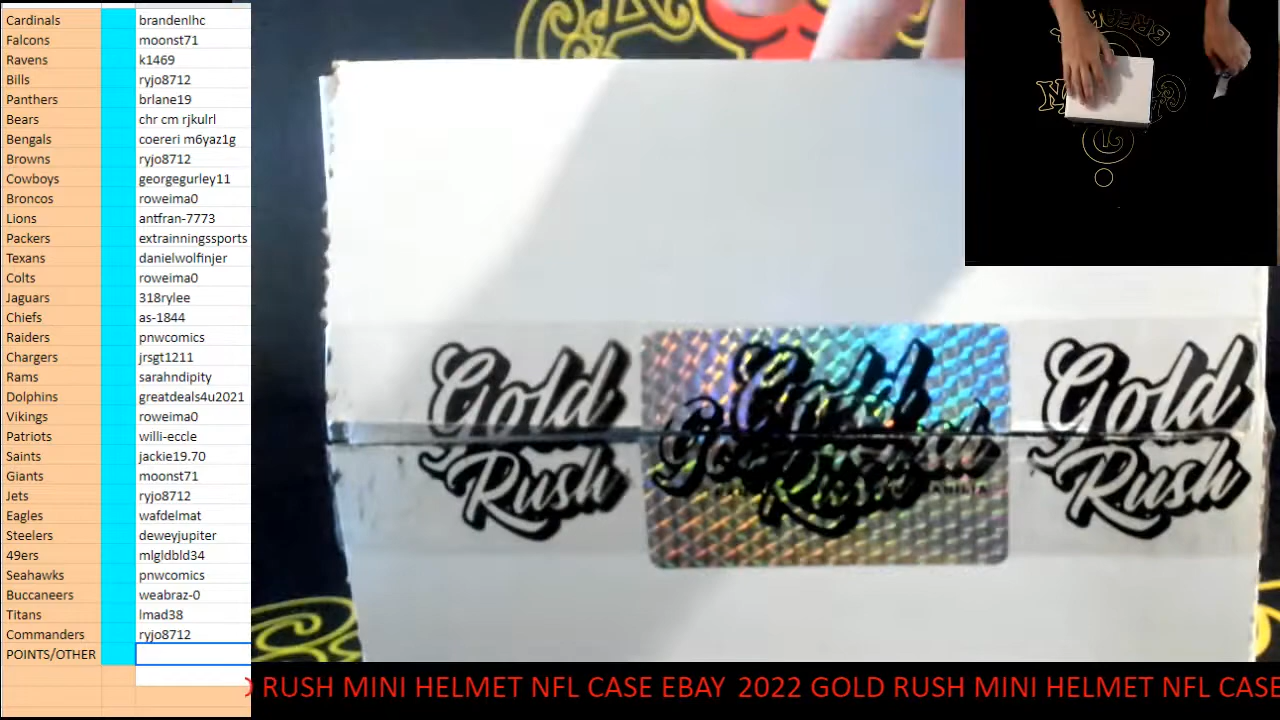 Cardinals brandenlhc
Falcons moonst71
Ravens k1469
Bills ryjo8712
Panthers brlane19
Bears chr cm rjkulrl
Bengals coereri m6yaz1g
Browns ryjo8712
Cowboys georgegurley11
Broncos roweima0
Lions antfran-7773
Packers extrainningssports
Texans danielwolfinjer
Colts roweima0
Jaguars 318rylee
Chiefs as-1844
Raiders pnwcomics
Chargers jrsgt1211
Rams sarahndipity
Dolphins greatdeals4u2021
Vikings roweima0
Patriots willi-eccle
Saints jackie19.70
Giants moonst71
Jets ryjo8712
Eagles wafdelmat
Steelers deweyjupiter
49ers mlgldbld34
Seahawks pnwcomics
Buccaneers weabraz-0
Titans lmad38
Commanders ryjo8712
POINTS/OTHER
Gold Rush
Gold Rush
Gold Rush
RUSH MINI HELMET NFL CASE EBAY 2022 GOLD RUSH MINI HELMET NFL CASE